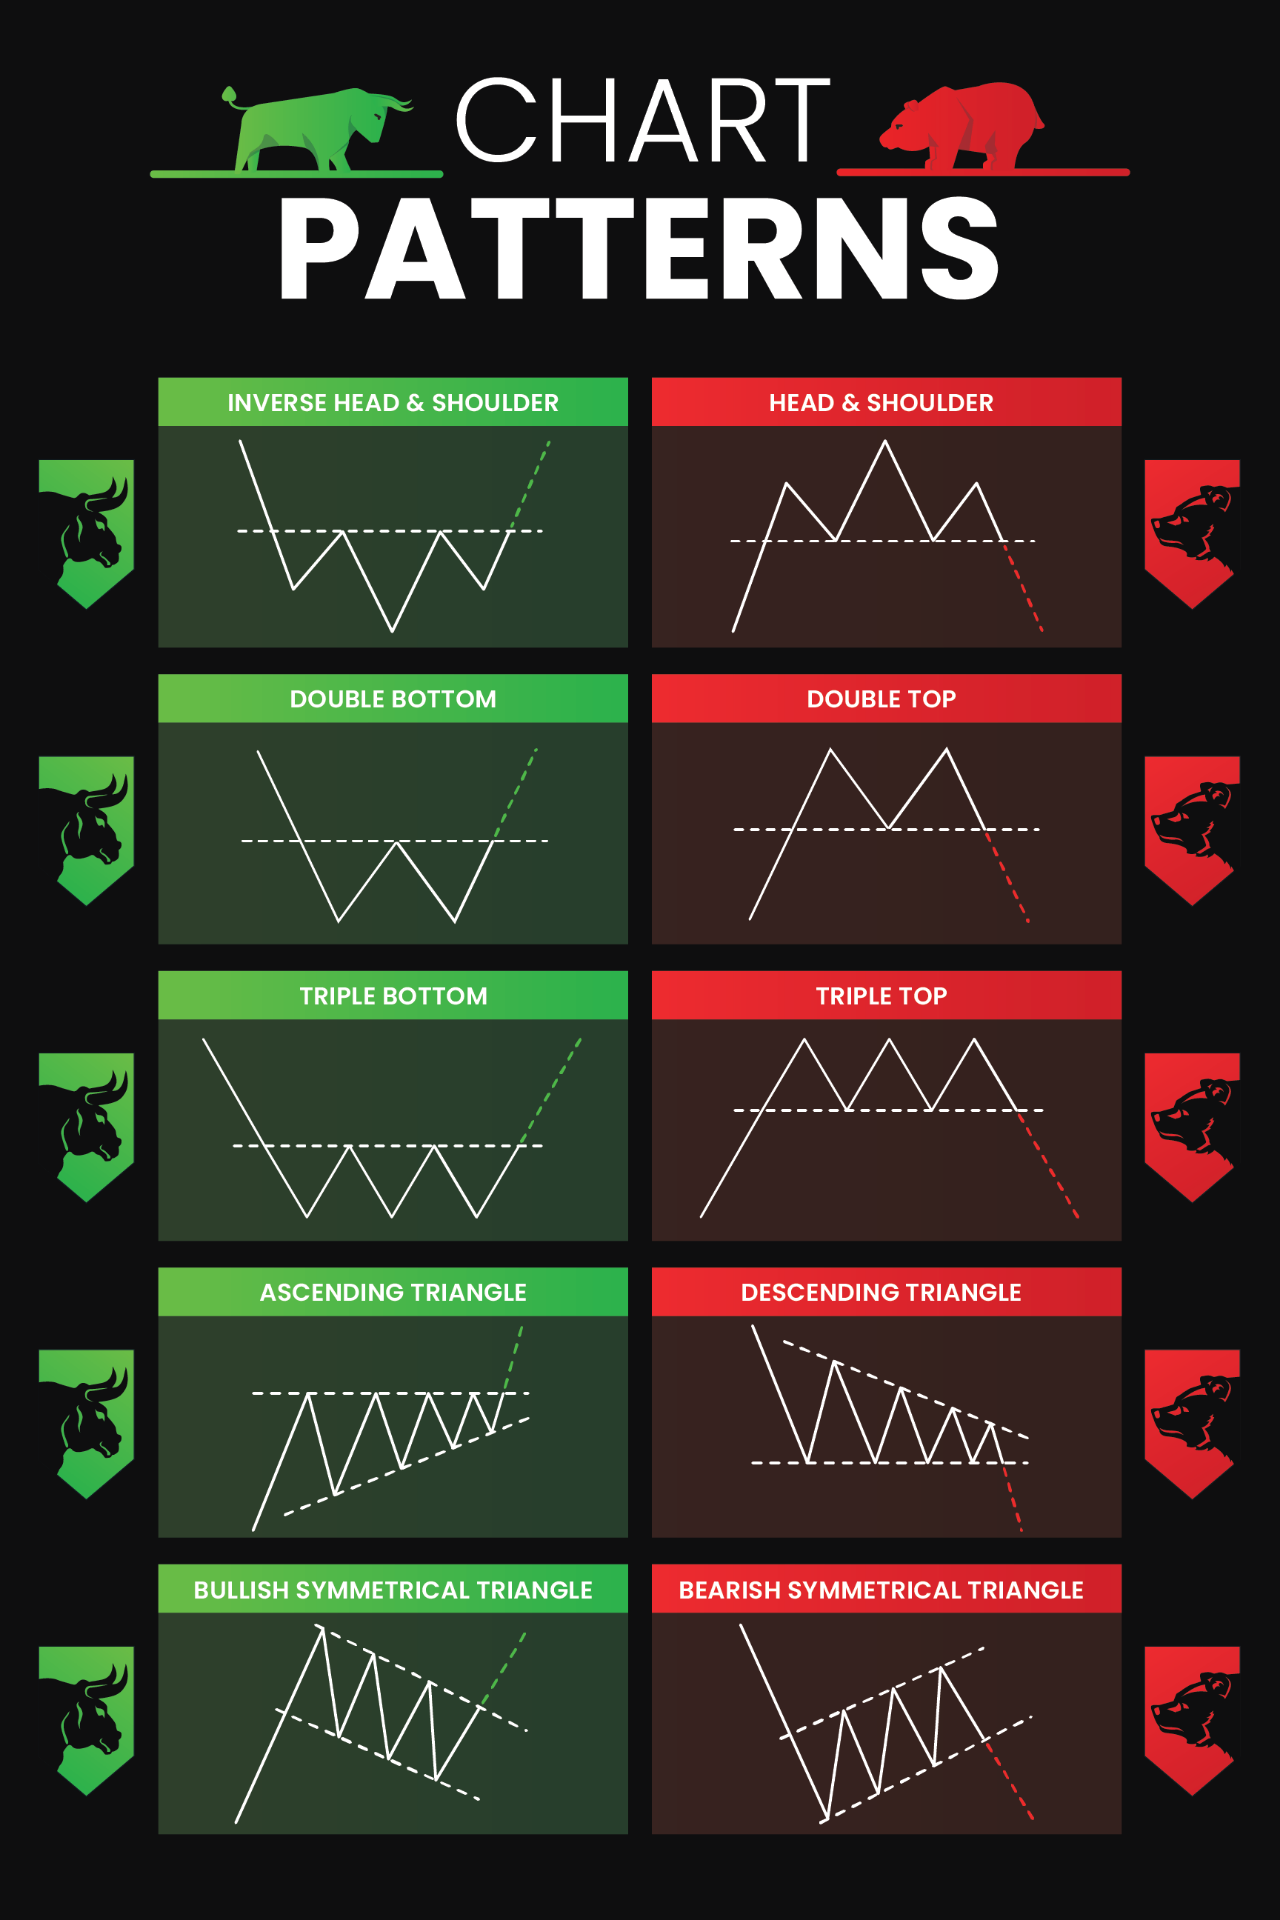 CHART
PATTERNS
INVERSE HEAD & SHOULDER
HEAD & SHOULDER
DOUBLE BOTTOM
DOUBLE TOP
TRIPLE BOTTOM
TRIPLE TOP
ASCENDING TRIANGLE
DESCENDING TRIANGLE
BULLISH SYMMETRICAL TRIANGLE
BEARISH SYMMETRICAL TRIANGLE